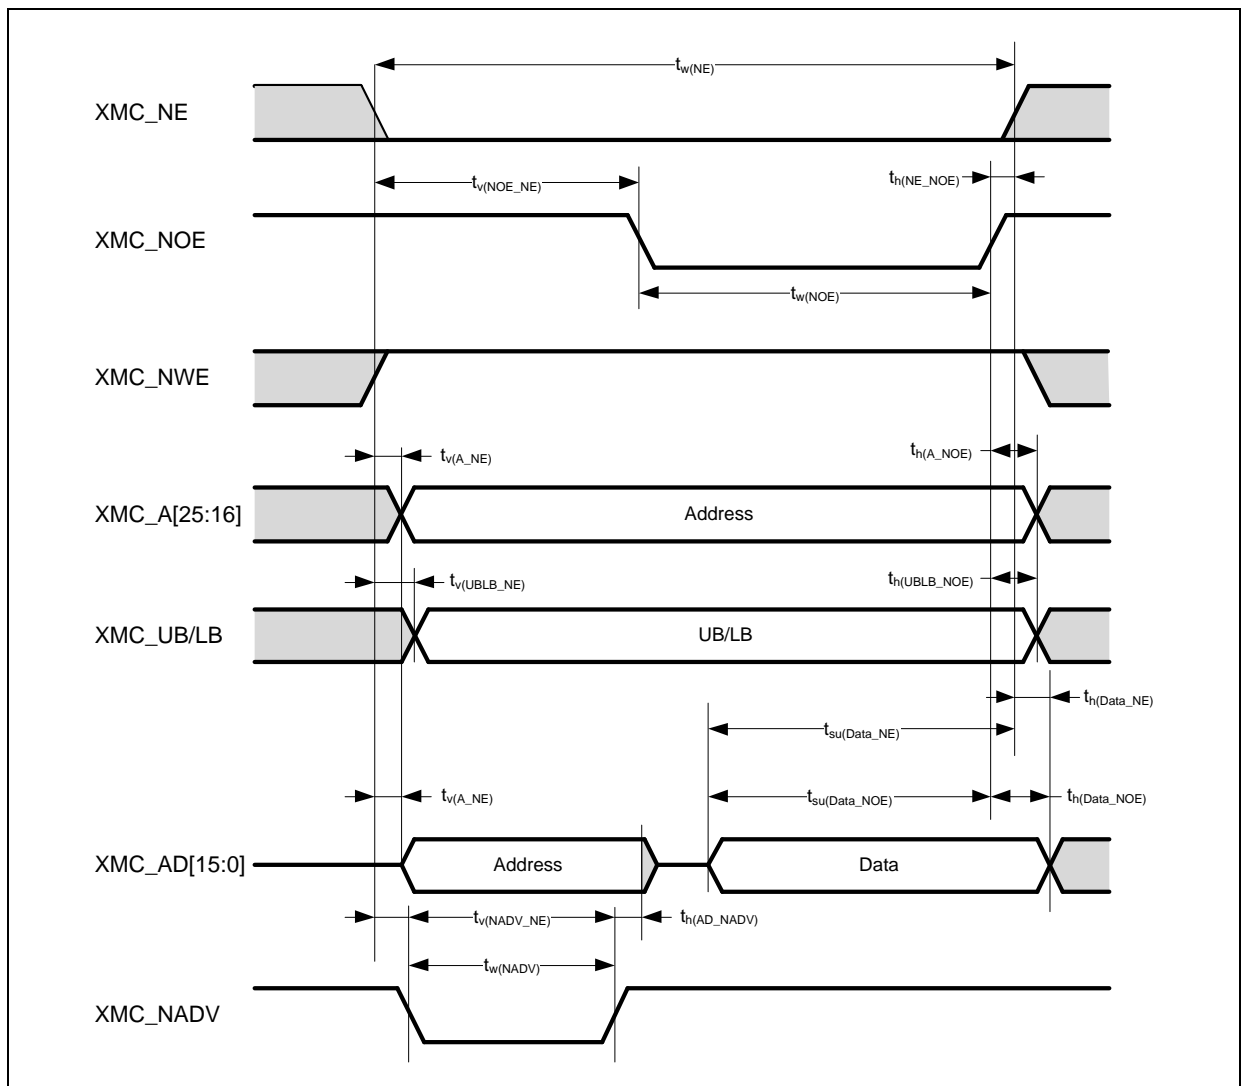 t_w(NE)
XMC_NE
t_v(NOE_NE)
t_h(NE_NOE)
XMC_NOE
t_w(NOE)
XMC_NWE
t_v(A_NE)
t_h(A_NOE)
XMC_A[25:16]
Address
t_v(UBLB_NE)
t_h(UBLB_NOE)
XMC_UB/LB
UB/LB
t_h(Data_NE)
t_su(Data_NE)
t_v(A_NE)
t_su(Data_NOE)
t_h(Data_NOE)
XMC_AD[15:0]
Address
Data
t_v(NADV_NE)
t_h(AD_NADV)
t_w(NADV)
XMC_NADV